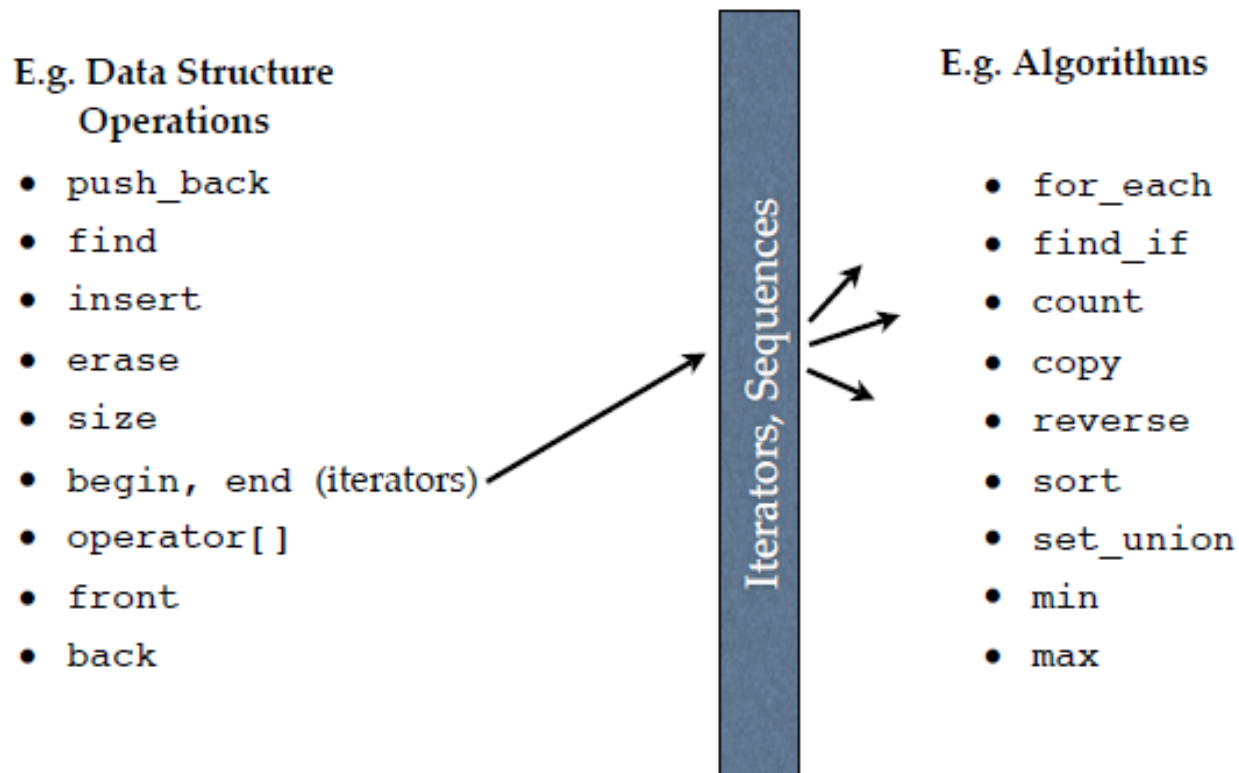 E.g. Data Structure
Operations
• push_back
• find
• insert
• erase
• size
• begin, end (iterators)
• operator[]
• front
• back
Iterators, Sequences
E.g. Algorithms
• for_each
• find_if
• count
• copy
• reverse
• sort
• set_union
• min
• max